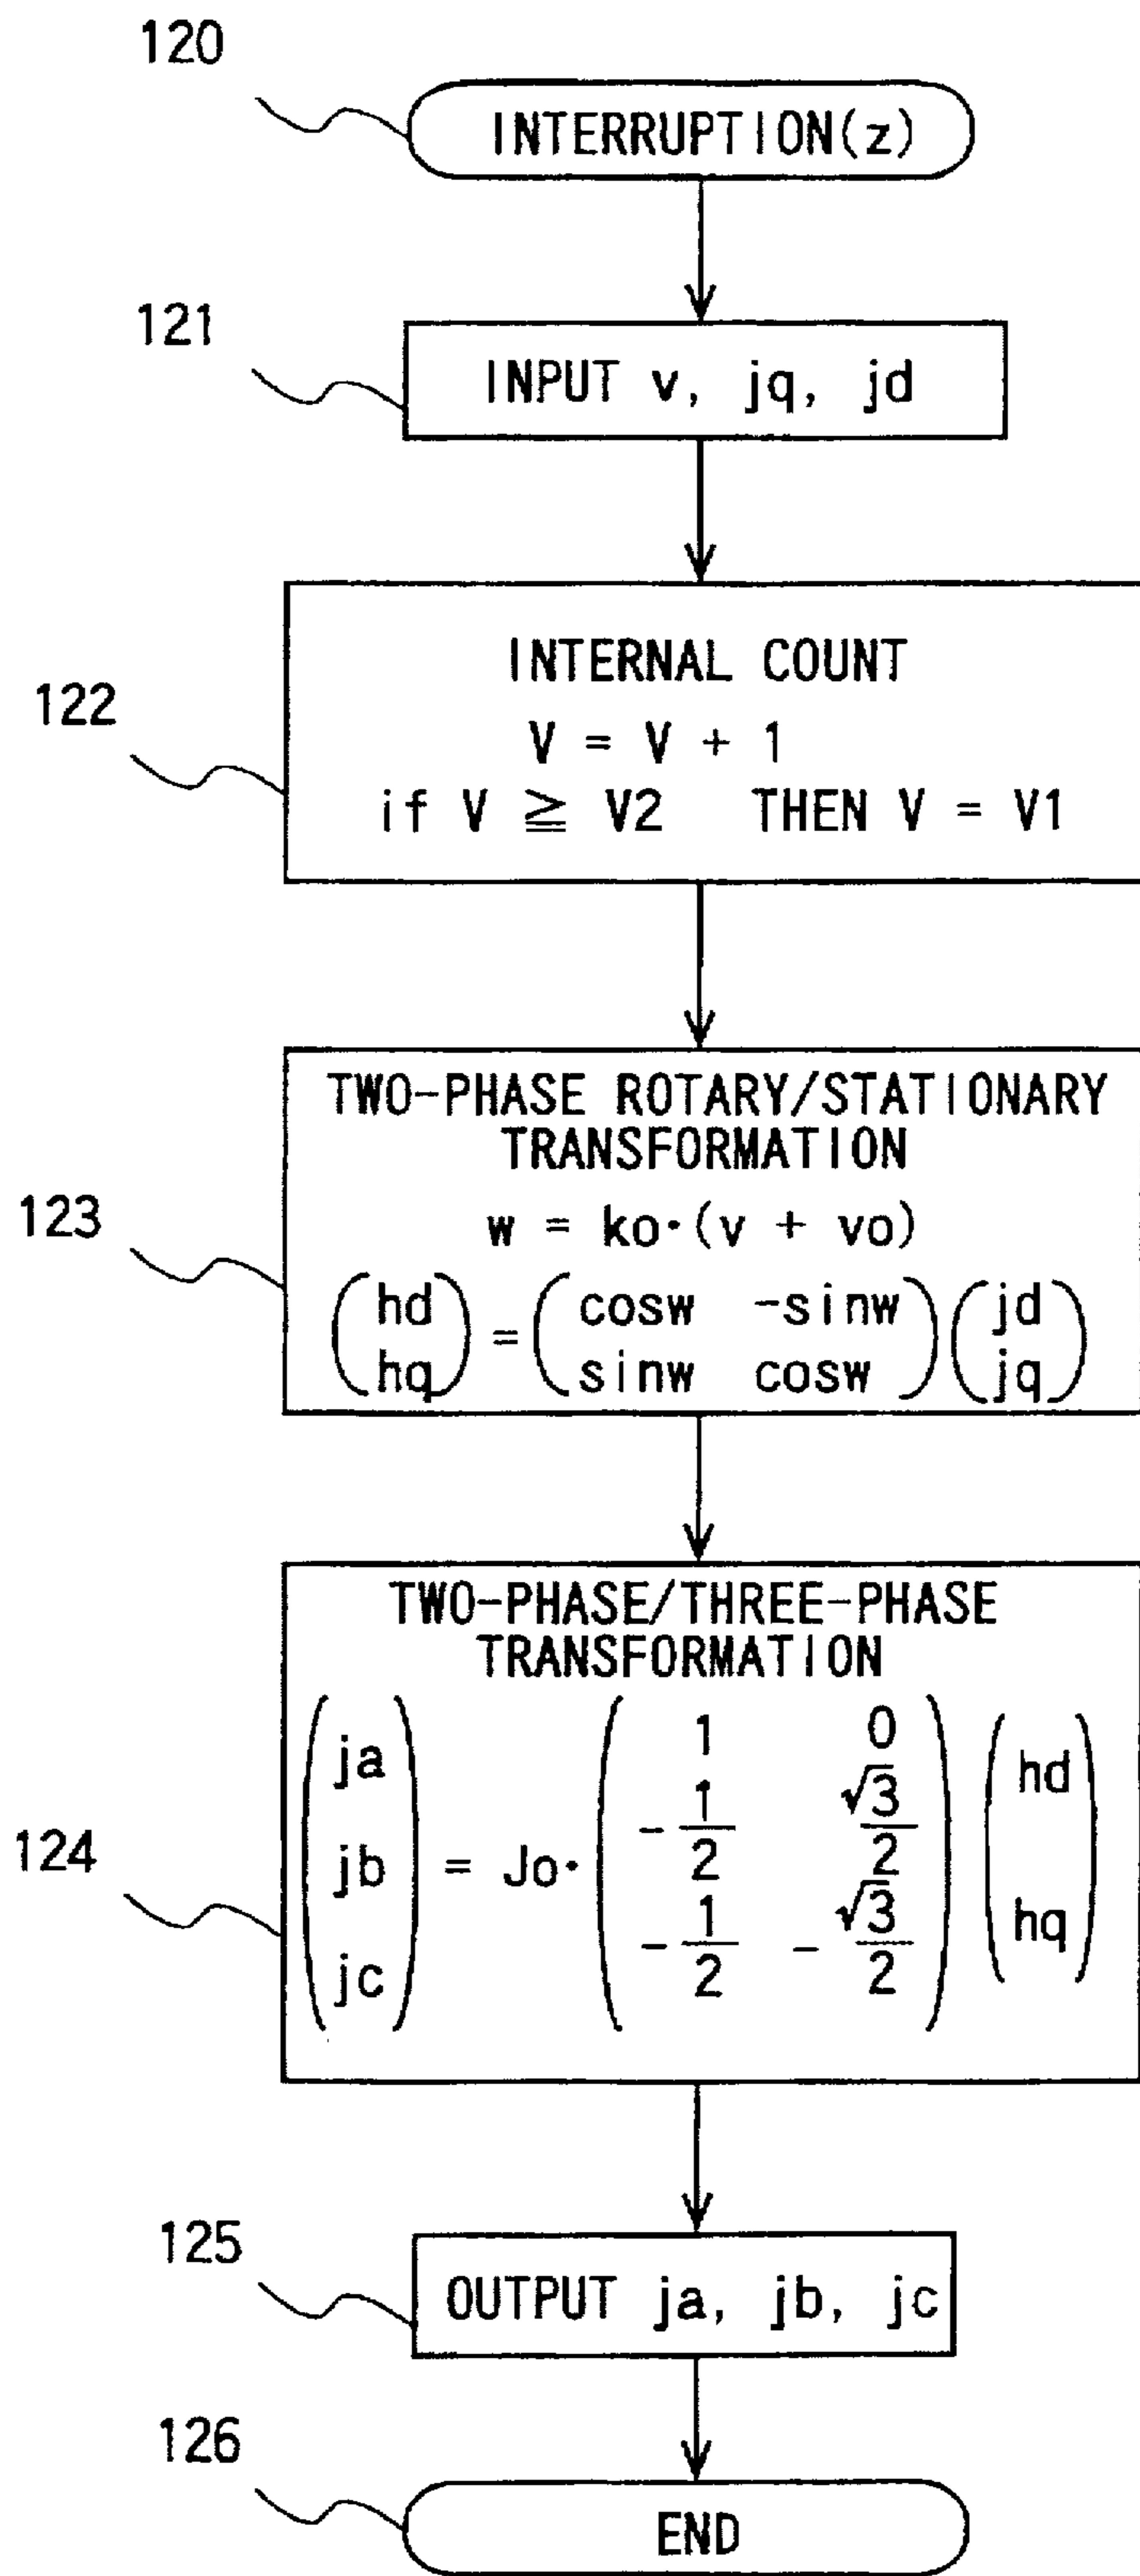 120
INTERRUPTION(z)
121
INPUT v, jq, jd
INTERNAL COUNT
122
V = V + 1
if V ≧ V2 THEN V = V1
TWO-PHASE ROTARY/STATIONARY
TRANSFORMATION
123
w = ko·(v + vo)
(hd hq) = (cosw -sinw sinw cosw)(jd jq)
TWO-PHASE/THREE-PHASE
TRANSFORMATION
124
(ja jb jc) = Jo·(1 0 -1/2 √3/2 -1/2 -√3/2)(hd hq)
125
OUTPUT ja, jb, jc
126
END